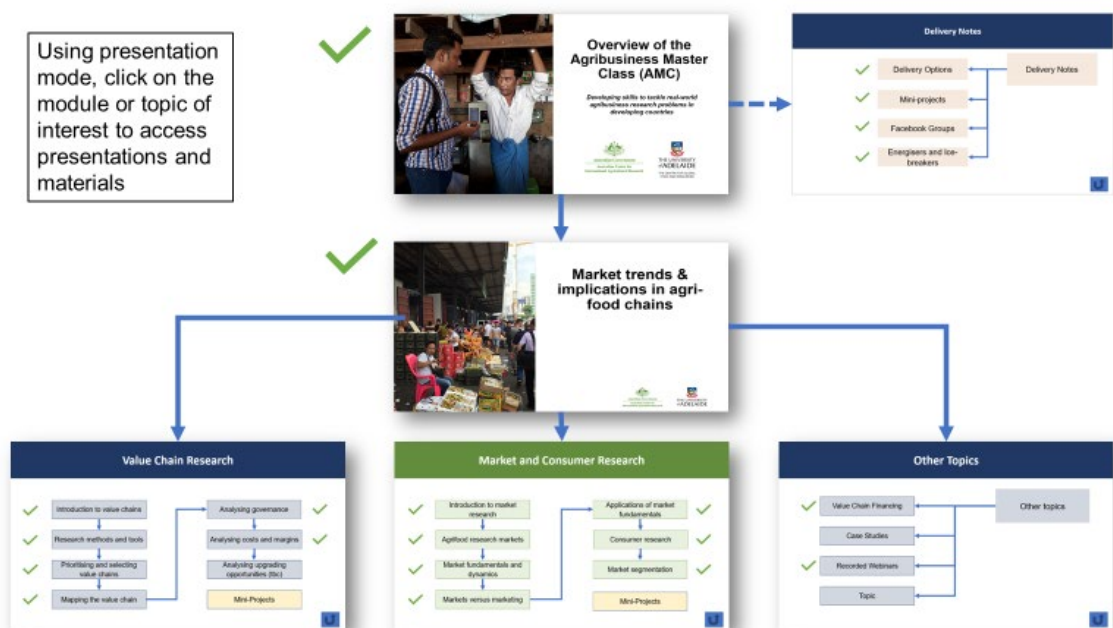 Using presentation
mode, click on the
module or topic of
interest to access
presentations and
materials
Overview of the
Agribusiness Master
Class (AMC)
Developing skills to tackle real-world
agribusiness research problems in
developing countries
THE UNIVERSITY
of ADELAIDE
Delivery Notes
Delivery Options
Delivery Notes
Mini-projects
Facebook Groups
Energisers and Ice-
breakers
Market trends &
implications in agri-
food chains
Value Chain Research
Introduction to value chains
Analysing governance
Research methods and tools
Analysing costs and margins
Prioritising and selecting
value chains
Analysing upgrading
opportunities (tbc)
Mapping the value chain
Mini-Projects
Market and Consumer Research
Introduction to market
research
Applications of market
fundamentals
Agrifood research markets
Consumer research
Market fundamentals and
dynamics
Market segmentation
Markets versus marketing
Mini-Projects
Other Topics
Value Chain Financing
Other topics
Case Studies
Recorded Webinars
Topic